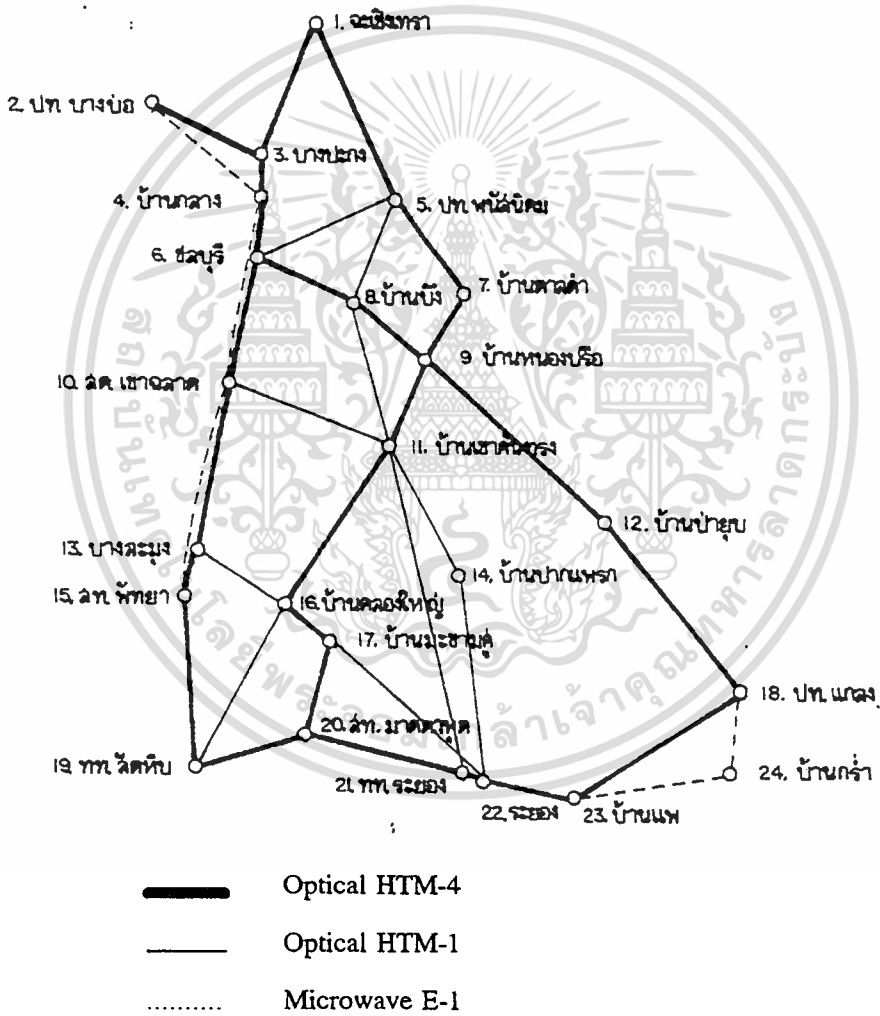 1. ฉะเชิงเทรา
2. ปท. บางบ่อ
3. บางปะกง
4. บ้านกลาง
5. ปท. พนัสนิคม
6. ชลบุรี
7. บ้านตาลดำ
8. บ้านบึง
9. บ้านหนองปรือ
10. สค. เขาฉลาด
11. บ้านเขาคันทรง
12. บ้านป่ายุบ
13. บางละมุง
14. บ้านปากแพรก
15. สท. พัทยา
16. บ้านคลองใหญ่
17. บ้านมะขามคู่
18. ปท. แกลง
19. ทท. สัตหีบ
20. สท. มาตตาพุด
21. ทท. ระยอง
22. ระยอง
23. บ้านเพ
24. บ้านกร่ำ
Optical HTM-4
Optical HTM-1
Microwave E-1